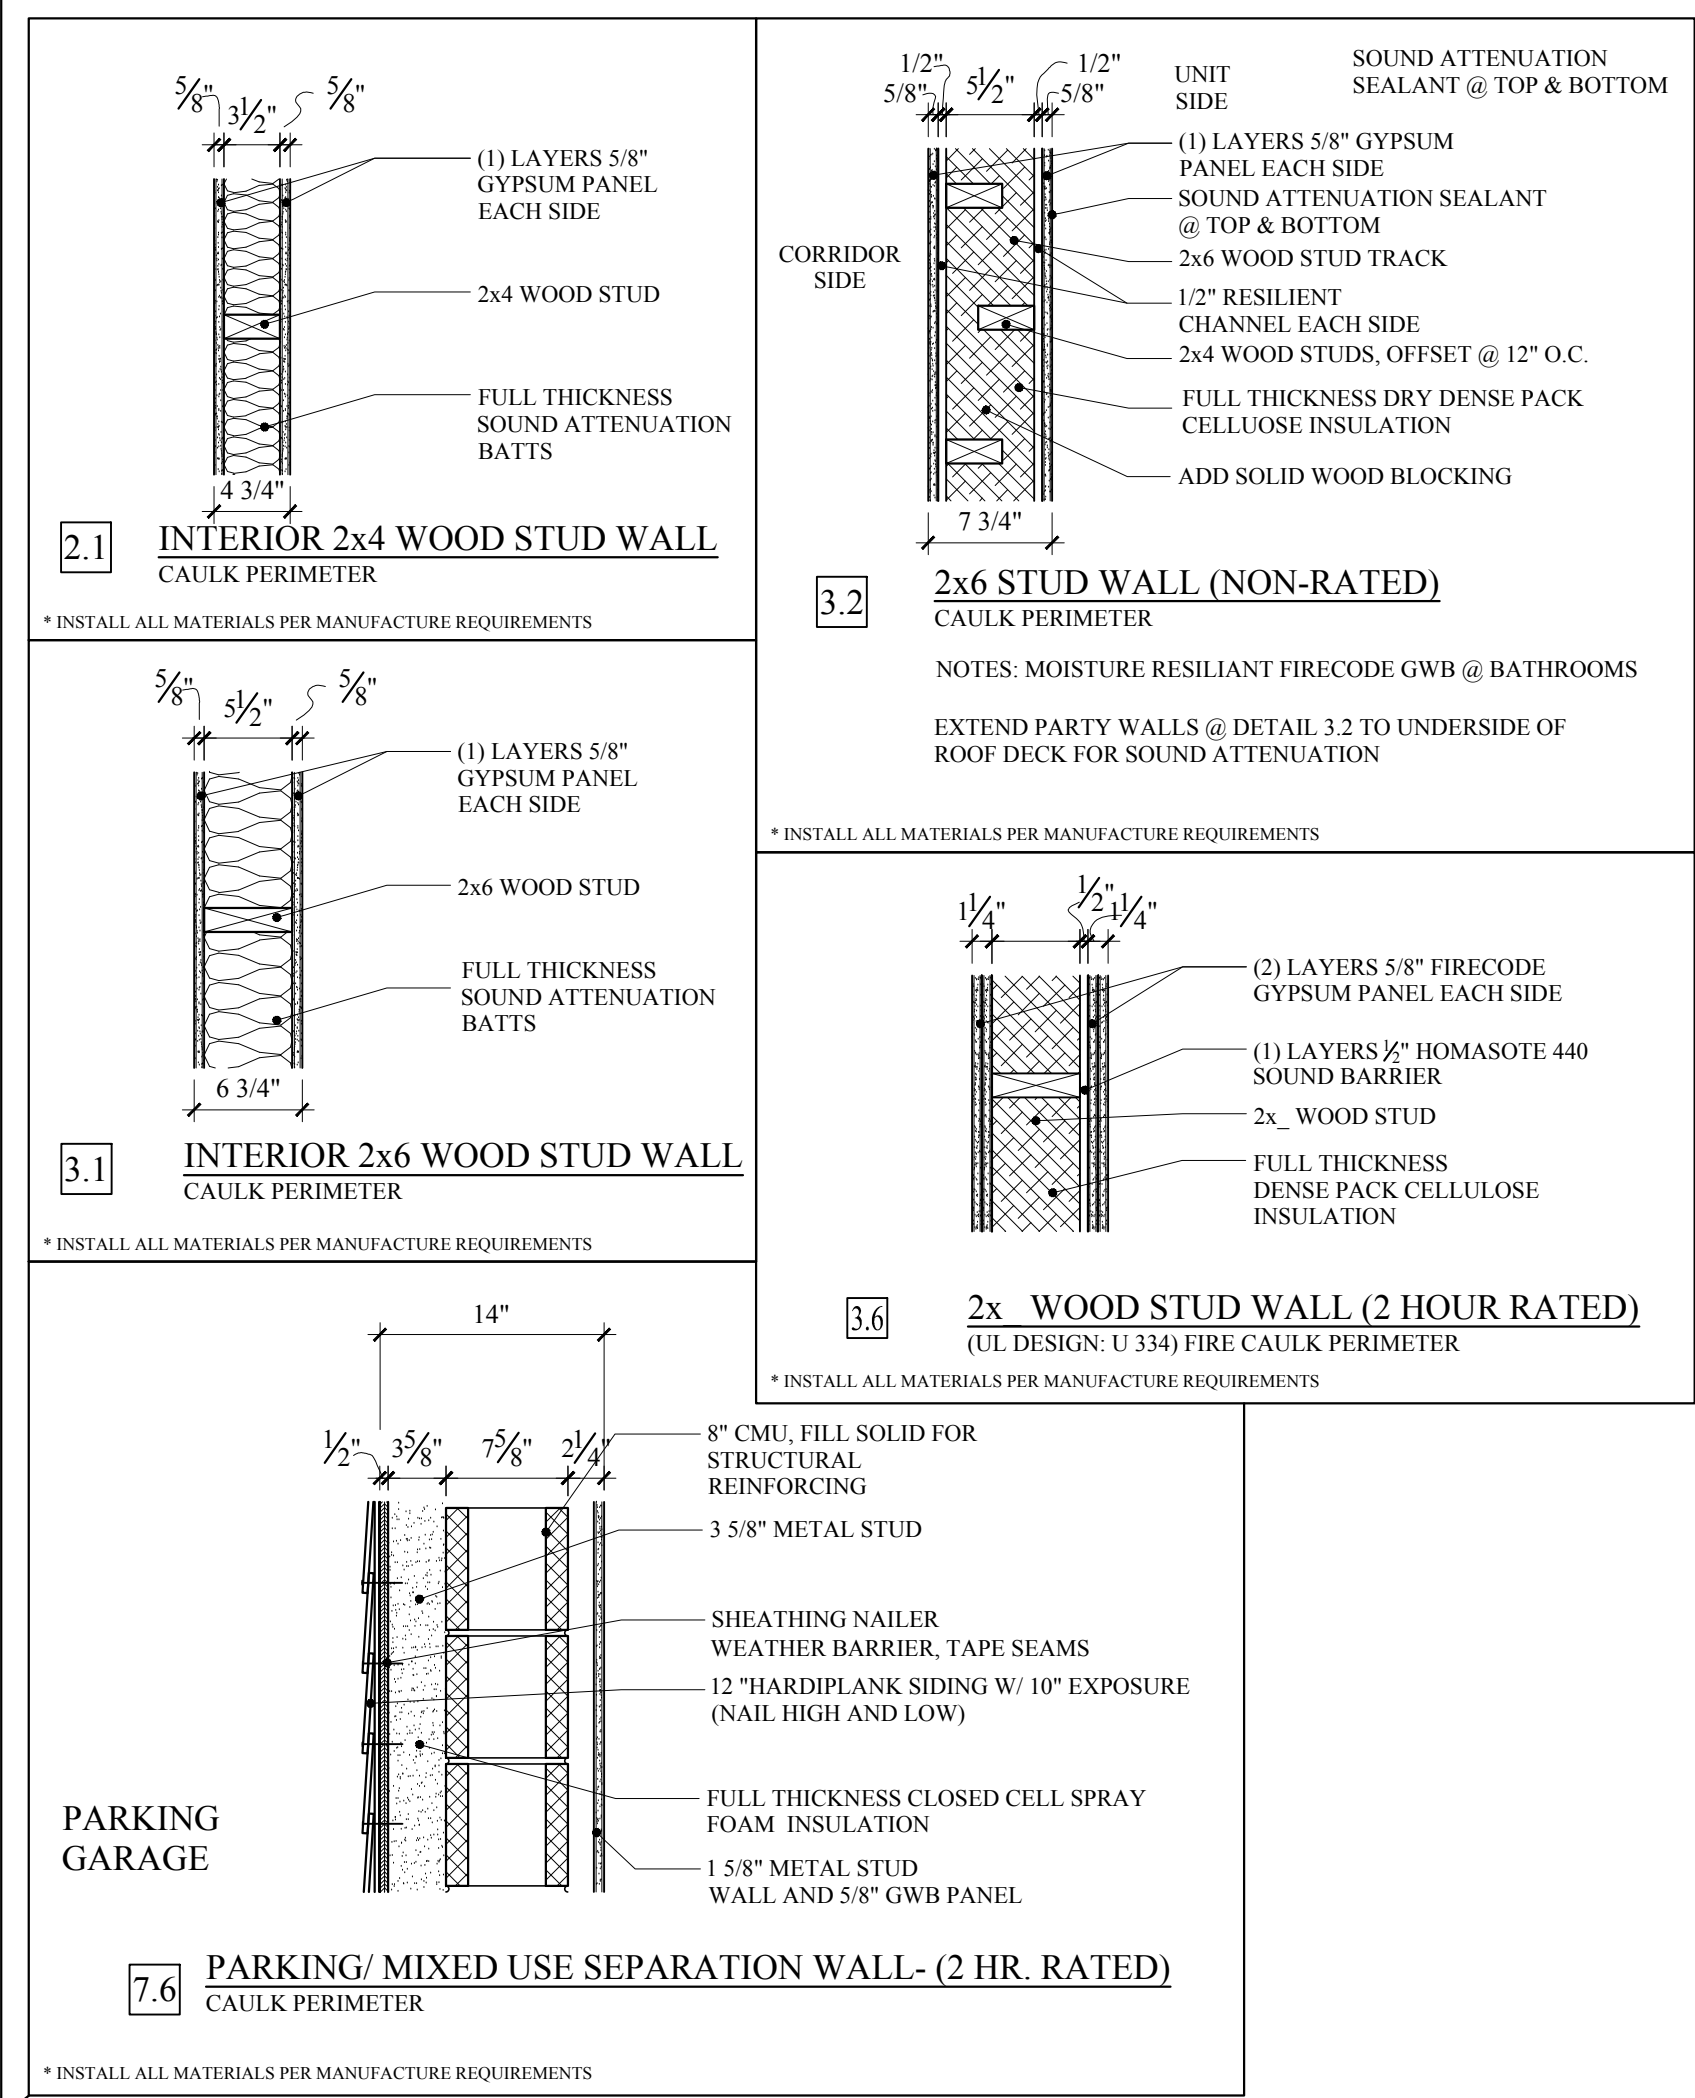 5/8"
3 1/2"
5/8"
(1) LAYERS 5/8"
GYPSUM PANEL
EACH SIDE
2x4 WOOD STUD
FULL THICKNESS
SOUND ATTENUATION
BATTS
4 3/4"
2.1
INTERIOR 2x4 WOOD STUD WALL
CAULK PERIMETER
* INSTALL ALL MATERIALS PER MANUFACTURE REQUIREMENTS
1/2"
5/8"
5 1/2"
1/2"
5/8"
UNIT
SIDE
SOUND ATTENUATION
SEALANT @ TOP & BOTTOM
CORRIDOR
SIDE
(1) LAYERS 5/8" GYPSUM
PANEL EACH SIDE
SOUND ATTENUATION SEALANT
@ TOP & BOTTOM
2x6 WOOD STUD TRACK
1/2" RESILIENT
CHANNEL EACH SIDE
2x4 WOOD STUDS, OFFSET @ 12" O.C.
FULL THICKNESS DRY DENSE PACK
CELLUOSE INSULATION
ADD SOLID WOOD BLOCKING
7 3/4"
3.2
2x6 STUD WALL (NON-RATED)
CAULK PERIMETER
NOTES: MOISTURE RESILIANT FIRECODE GWB @ BATHROOMS
EXTEND PARTY WALLS @ DETAIL 3.2 TO UNDERSIDE OF
ROOF DECK FOR SOUND ATTENUATION
* INSTALL ALL MATERIALS PER MANUFACTURE REQUIREMENTS
5/8"
5 1/2"
5/8"
(1) LAYERS 5/8"
GYPSUM PANEL
EACH SIDE
2x6 WOOD STUD
FULL THICKNESS
SOUND ATTENUATION
BATTS
6 3/4"
3.1
INTERIOR 2x6 WOOD STUD WALL
CAULK PERIMETER
* INSTALL ALL MATERIALS PER MANUFACTURE REQUIREMENTS
1 1/4"
1/2"
1 1/4"
(2) LAYERS 5/8" FIRECODE
GYPSUM PANEL EACH SIDE
(1) LAYERS 1/2" HOMASOTE 440
SOUND BARRIER
2x_ WOOD STUD
FULL THICKNESS
DENSE PACK CELLULOSE
INSULATION
3.6
2x_ WOOD STUD WALL (2 HOUR RATED)
(UL DESIGN: U 334) FIRE CAULK PERIMETER
* INSTALL ALL MATERIALS PER MANUFACTURE REQUIREMENTS
14"
1/2"
3 5/8"
7 5/8"
2 1/4"
8" CMU, FILL SOLID FOR
STRUCTURAL
REINFORCING
3 5/8" METAL STUD
SHEATHING NAILER
WEATHER BARRIER, TAPE SEAMS
12 "HARDIPLANK SIDING W/ 10" EXPOSURE
(NAIL HIGH AND LOW)
FULL THICKNESS CLOSED CELL SPRAY
FOAM INSULATION
1 5/8" METAL STUD
WALL AND 5/8" GWB PANEL
PARKING
GARAGE
7.6
PARKING/ MIXED USE SEPARATION WALL- (2 HR. RATED)
CAULK PERIMETER
* INSTALL ALL MATERIALS PER MANUFACTURE REQUIREMENTS